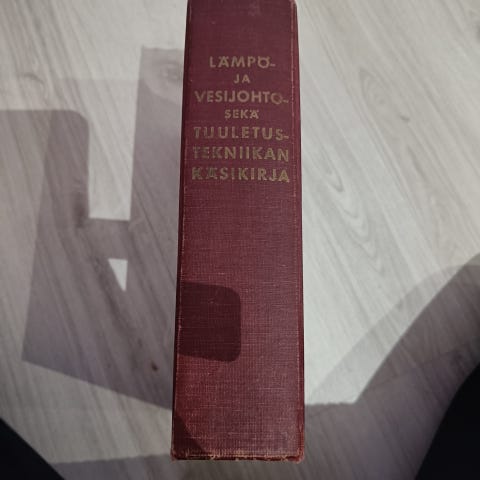 LÄMPÖ-
JA
VESIJOHTO-
SEKÄ
TUULETUS-
TEKNIIKAN
KÄSIKIRJA